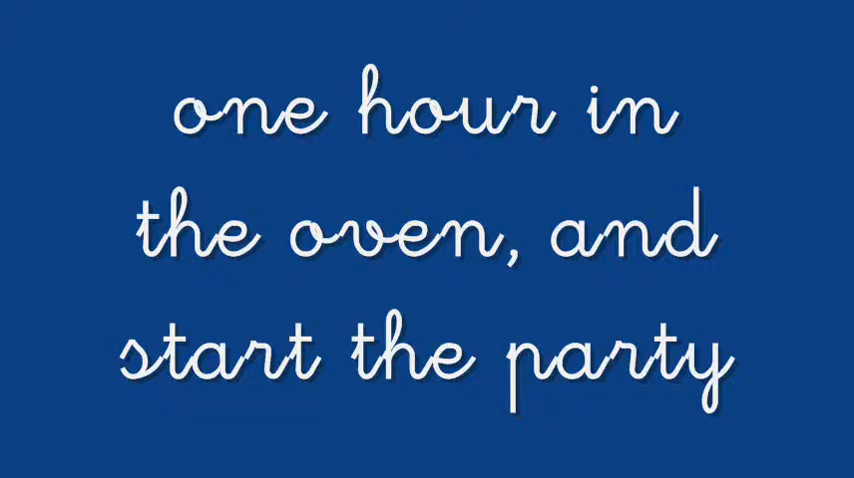 one hour in
the oven, and
start the party